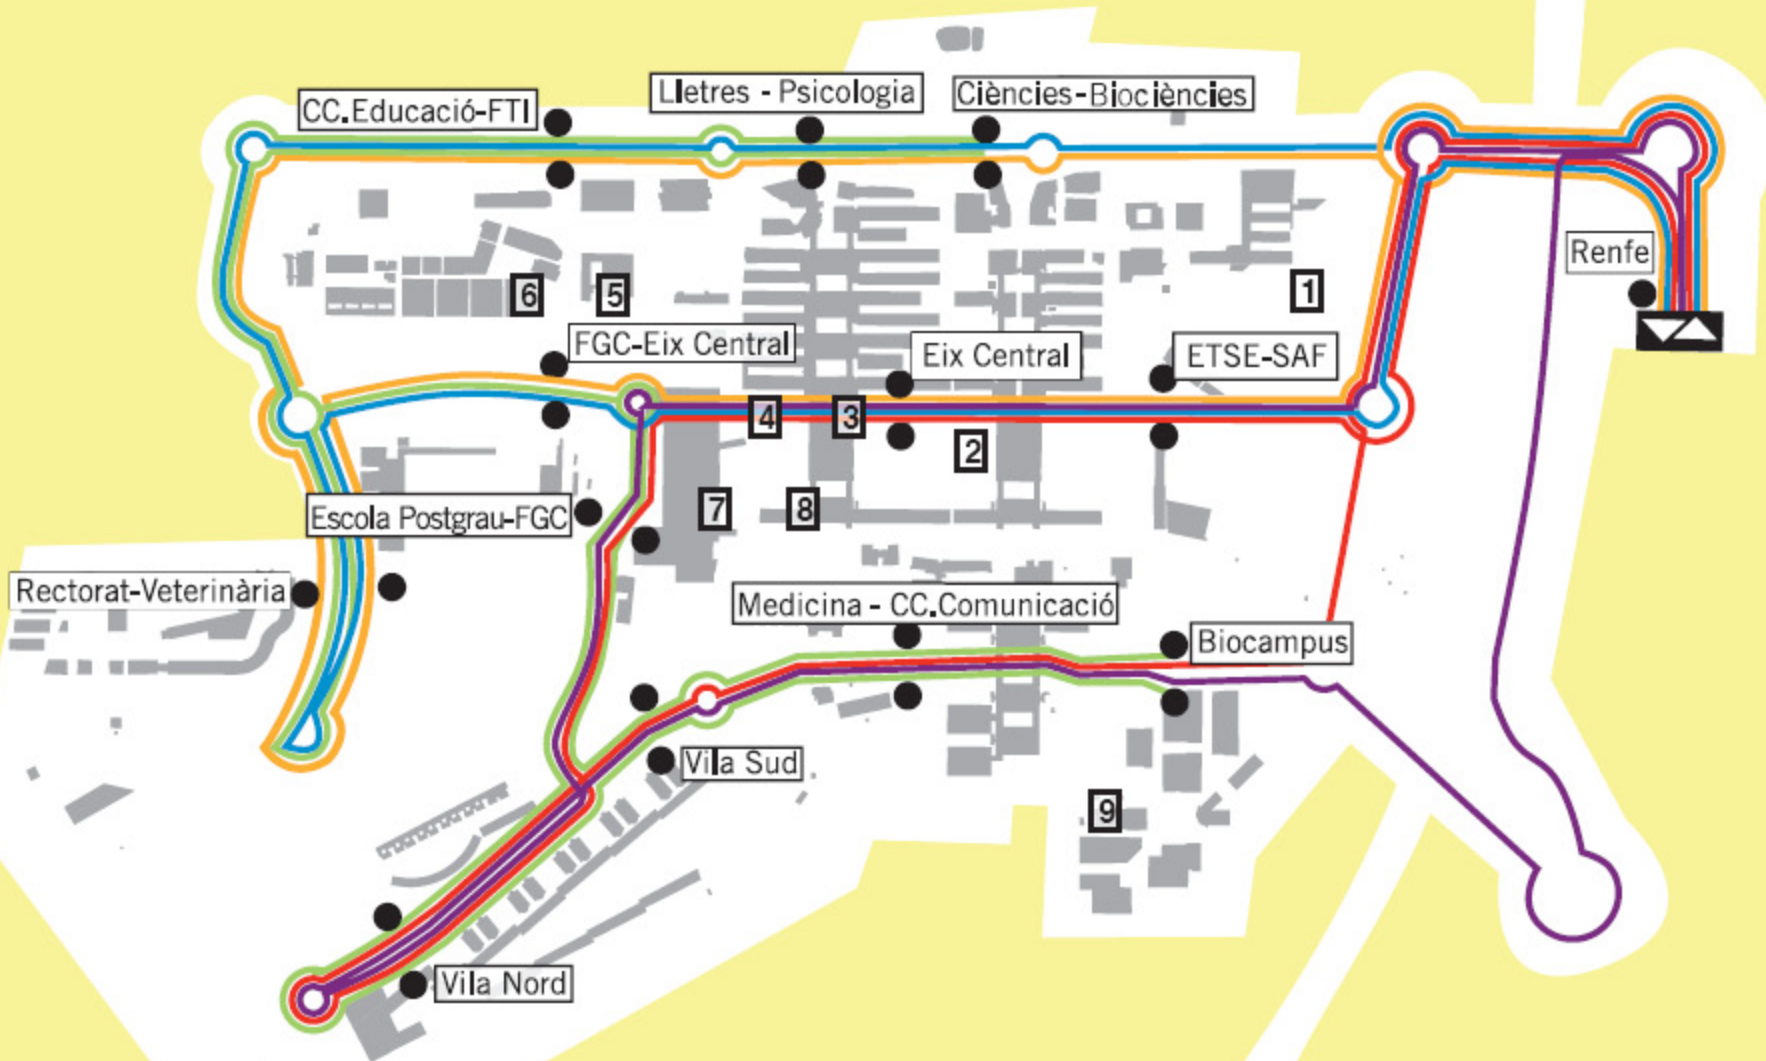 Lletres - Psicologia
Ciències-Biociències
CC.Educació-FTI
Renfe
6
5
1
FGC-Eix Central
Eix Central
ETSE-SAF
4
3
2
7
8
Escola Postgrau-FGC
Rectorat-Veterinària
Medicina - CC.Comunicació
Biocampus
Vila Sud
9
Vila Nord